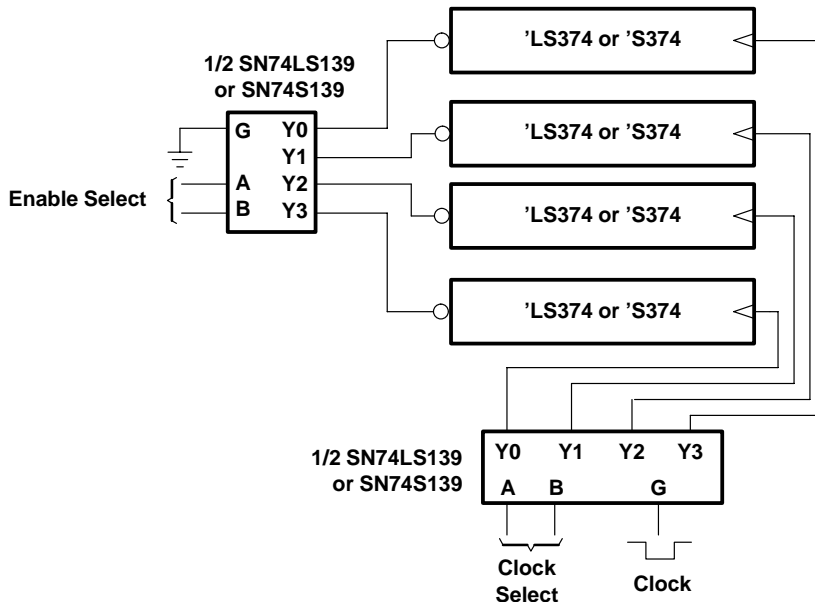 'LS374 or 'S374
1/2 SN74LS139
or SN74S139
G Y0
Y1
A Y2
B Y3
Enable Select
'LS374 or 'S374
'LS374 or 'S374
'LS374 or 'S374
1/2 SN74LS139
or SN74S139
Y0 Y1 Y2 Y3
A B G
Clock
Select
Clock